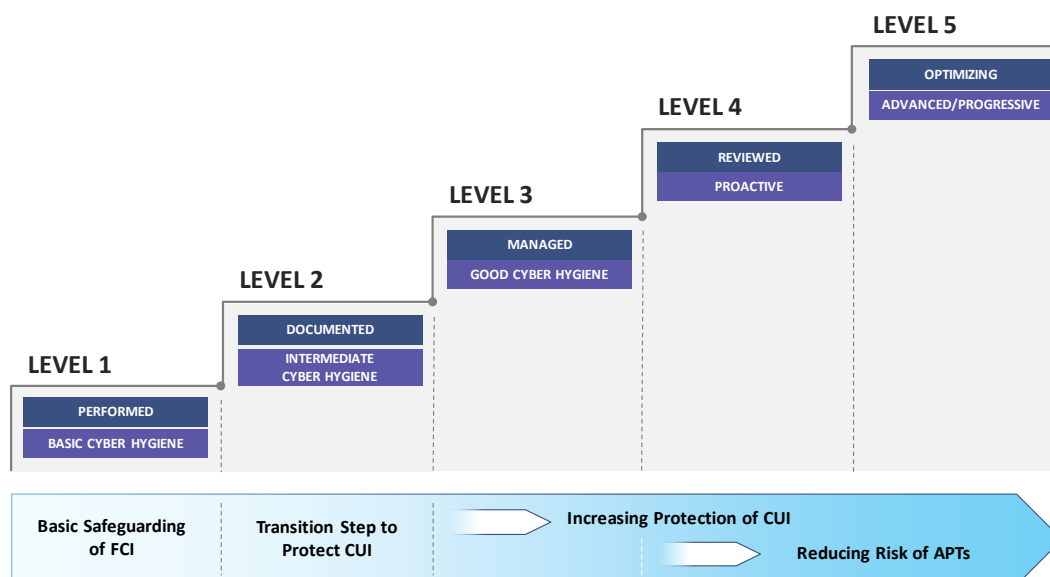 LEVEL 5
OPTIMIZING
ADVANCED/PROGRESSIVE
LEVEL 4
REVIEWED
PROACTIVE
LEVEL 3
MANAGED
GOOD CYBER HYGIENE
LEVEL 2
DOCUMENTED
INTERMEDIATE
CYBER HYGIENE
LEVEL 1
PERFORMED
BASIC CYBER HYGIENE
Basic Safeguarding
of FCI
Transition Step to
Protect CUI
Increasing Protection of CUI
Reducing Risk of APTs